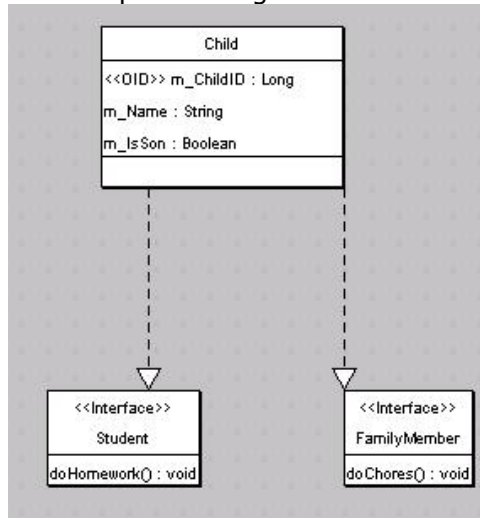 Child
<<OID>> m_ChildID : Long
m_Name : String
m_IsSon : Boolean
<<Interface>>
Student
doHomework() : void
<<Interface>>
FamilyMember
doChores() : void